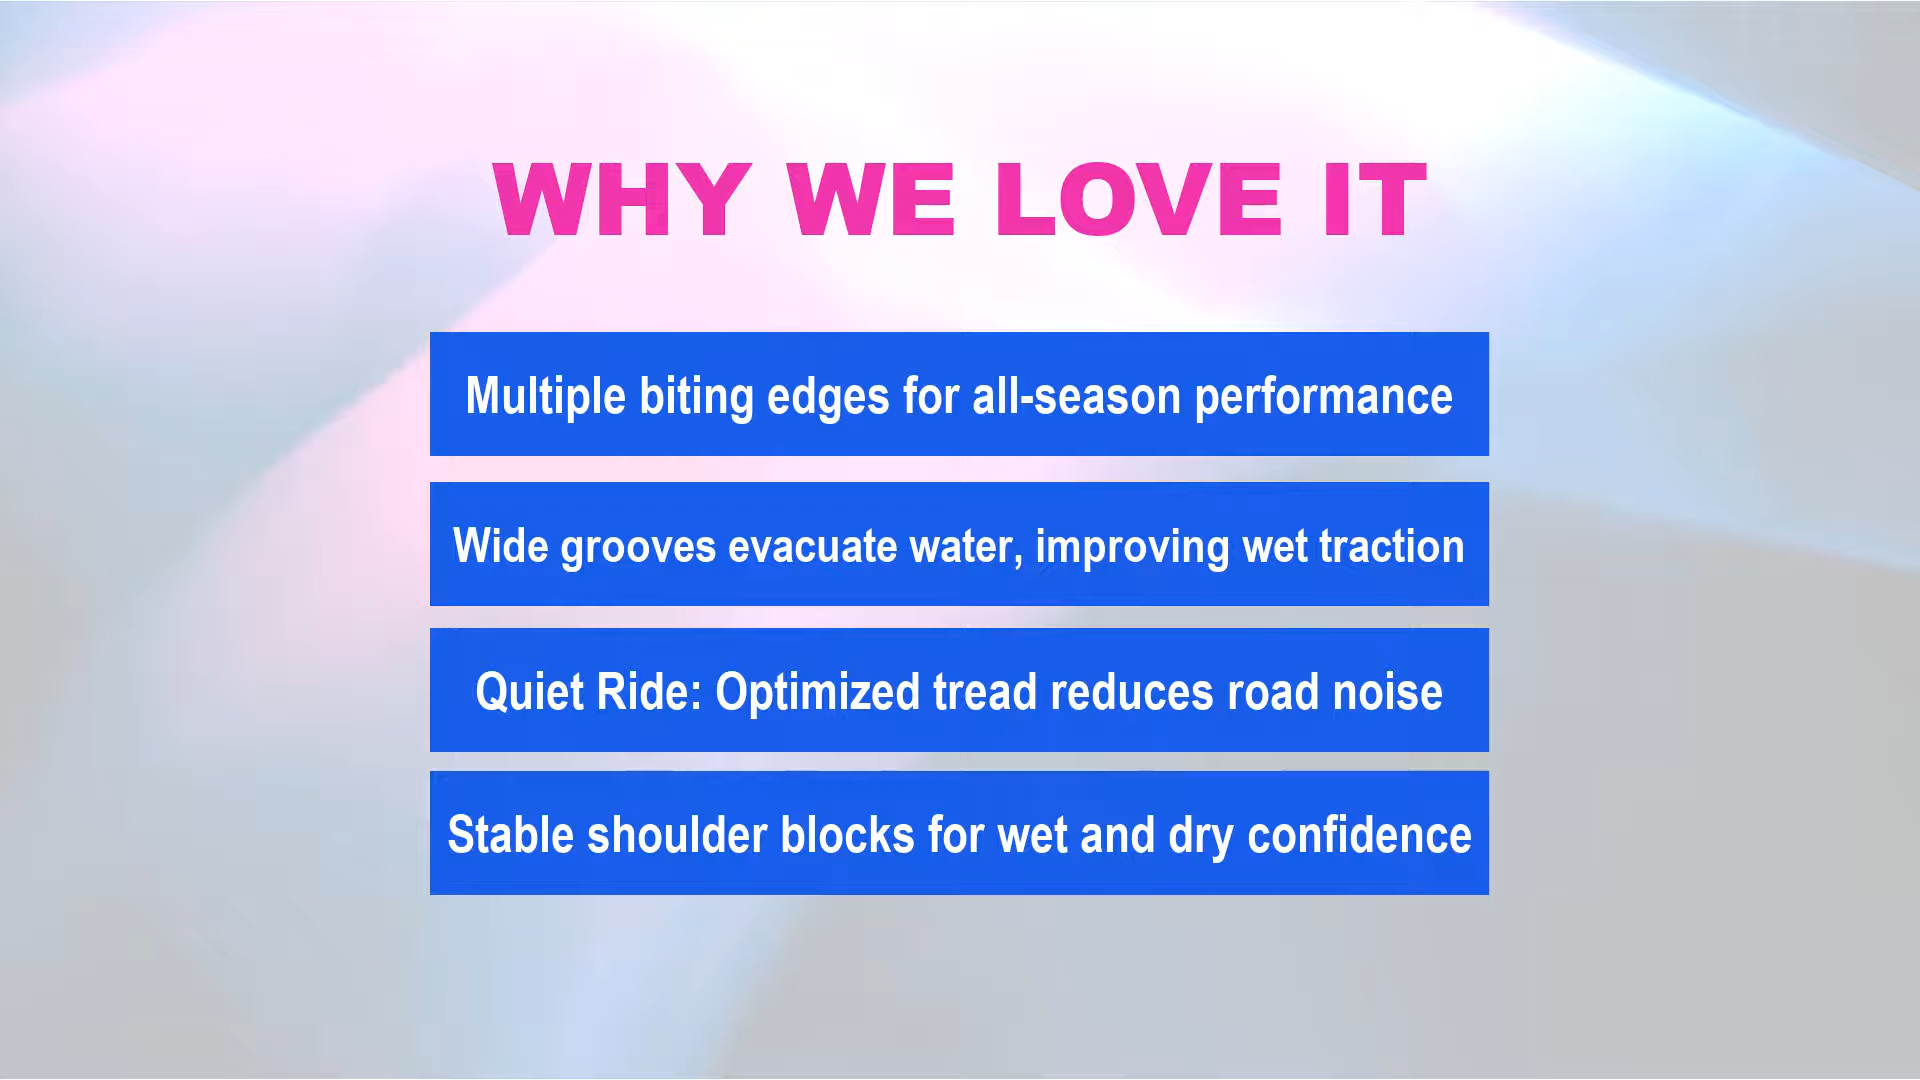 WHY WE LOVE IT
Multiple biting edges for all-season performance
Wide grooves evacuate water, improving wet traction
Quiet Ride: Optimized tread reduces road noise
Stable shoulder blocks for wet and dry confidence